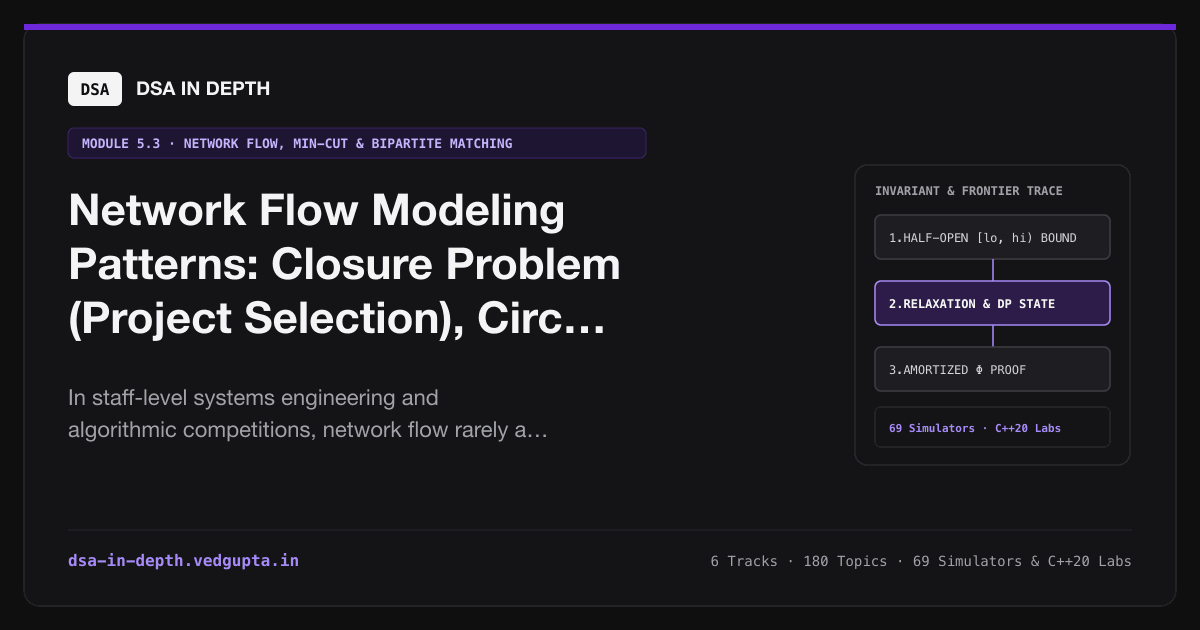 DSA
DSA IN DEPTH
MODULE 5.3 · NETWORK FLOW, MIN-CUT & BIPARTITE MATCHING
Network Flow Modeling
Patterns: Closure Problem
(Project Selection), Circ...
In staff-level systems engineering and
algorithmic competitions, network flow rarely a...
INVARIANT & FRONTIER TRACE
1.HALF-OPEN [lo, hi) BOUND
2.RELAXATION & DP STATE
3.AMORTIZED Φ PROOF
69 Simulators · C++20 Labs
dsa-in-depth.vedgupta.in
6 Tracks · 180 Topics · 69 Simulators & C++20 Labs